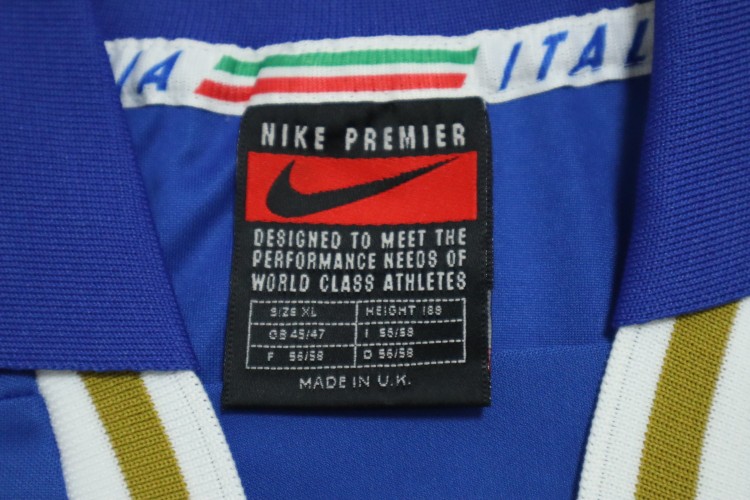 IA ITAL
NIKE PREMIER
DESIGNED TO MEET THE
PERFORMANCE NEEDS OF
WORLD CLASS ATHLETES
SIZE XL HEIGHT 188
GB 45/47 I 56/58
F 56/58 D 56/58
MADE IN U.K.